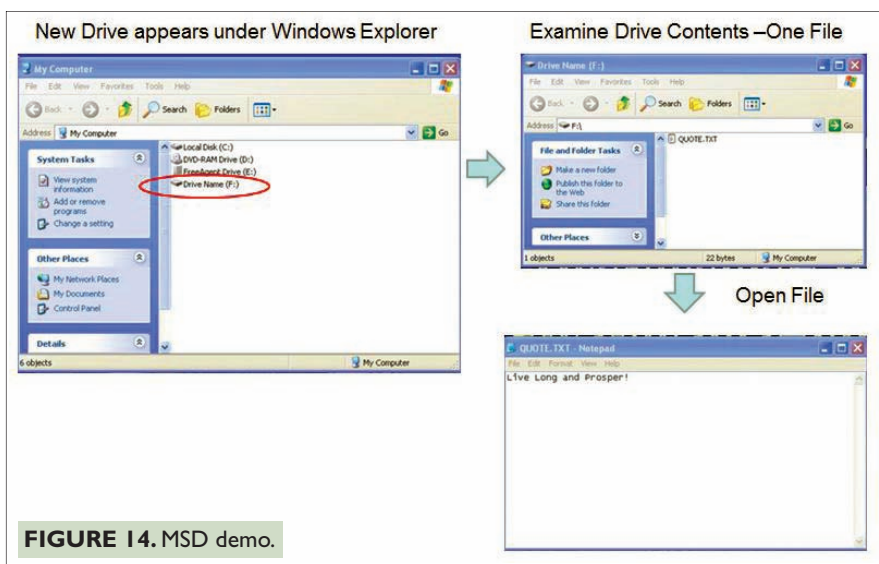 New Drive appears under Windows Explorer
My Computer
File Edit View Favorites Tools Help
Back Search Folders
Address My Computer Go
System Tasks
View system
information
Add or remove
programs
Change a setting
Other Places
My Network Places
My Documents
Control Panel
Details
Local Disk (C:)
DVD-RAM Drive (D:)
FreeAgent Drive (E:)
Drive Name (F:)
6 objects My Computer
Examine Drive Contents –One File
Drive Name (F:)
File Edit View Favorites Tools Help
Back Search Folders
Address F:\ Go
File and Folder Tasks
Make a new folder
Publish this folder to
the Web
Share this folder
Other Places
QUOTE.TXT
1 objects 22 bytes My Computer
Open File
QUOTE.TXT - Notepad
File Edit Format View Help
Live Long and Prosper!
FIGURE 14. MSD demo.